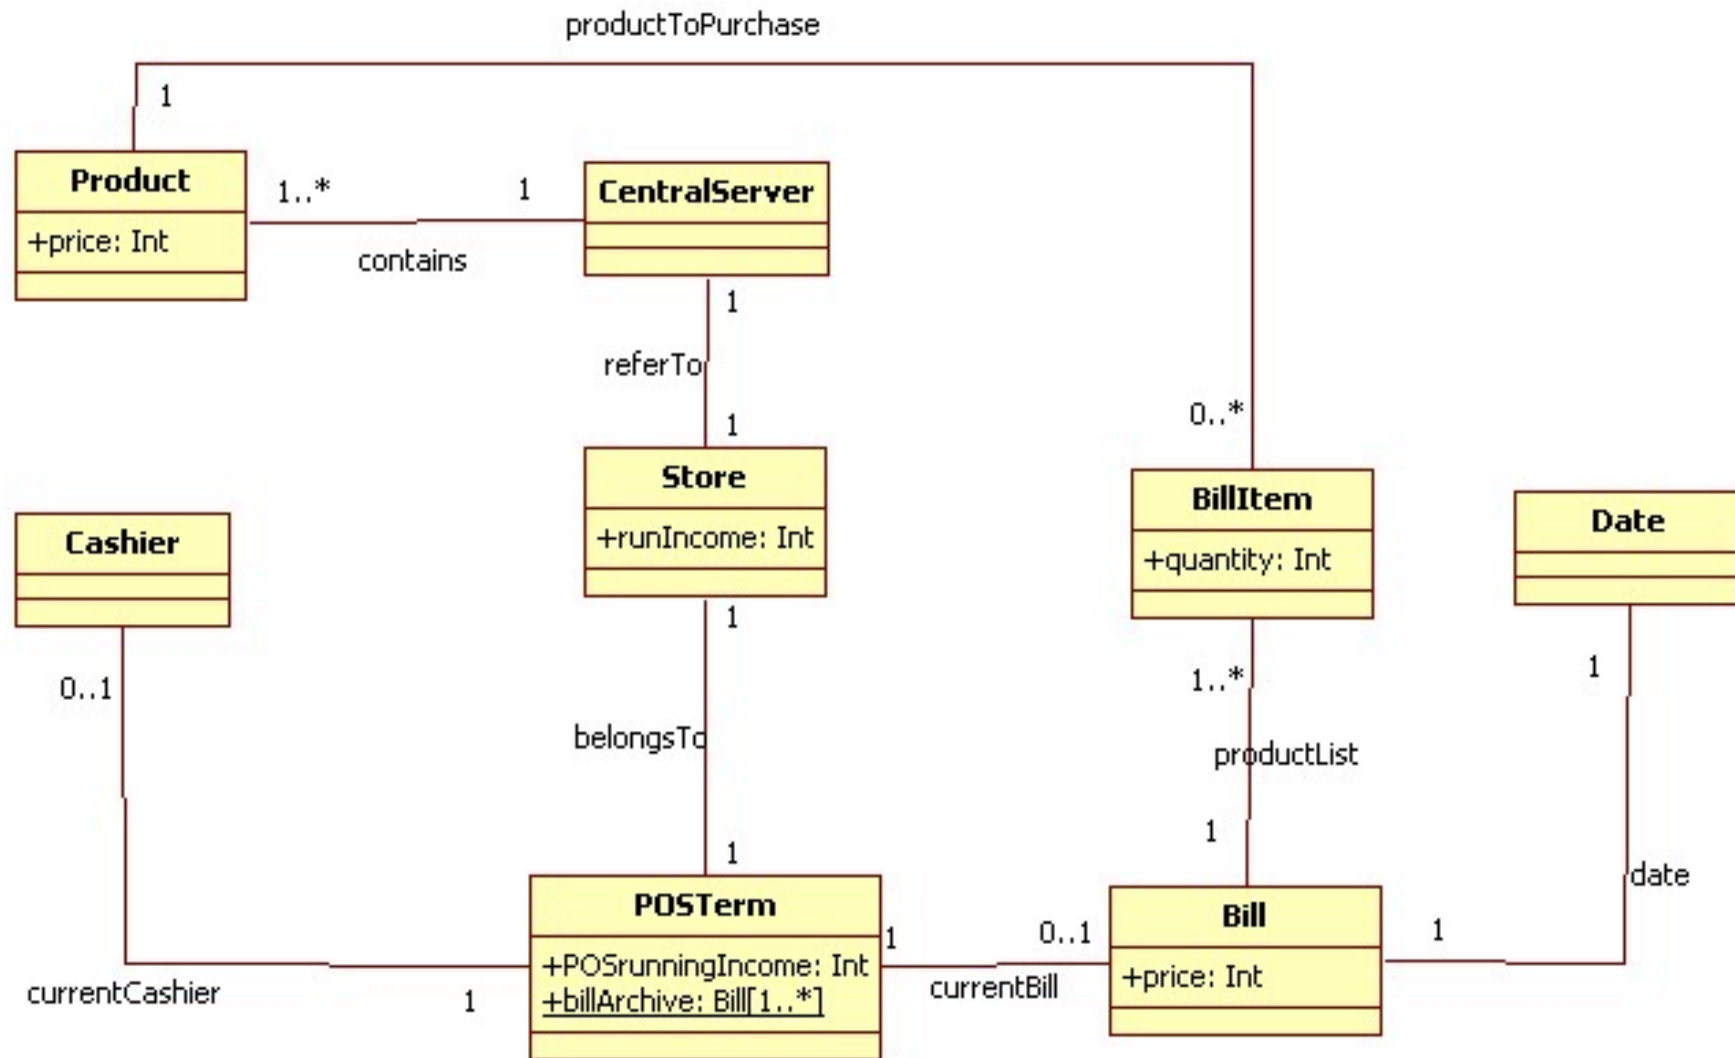 productToPurchase
1
Product
+price: Int
1..*
1
contains
CentralServer
1
referTo
1
Store
+runIncome: Int
1
belongsTo
1
0..*
BillItem
+quantity: Int
1..*
productList
1
Date
1
date
Cashier
0..1
currentCashier
1
POSTerm
+POSrunningIncome: Int
+billArchive: Bill[1..*]
1
0..1
currentBill
Bill
+price: Int
1